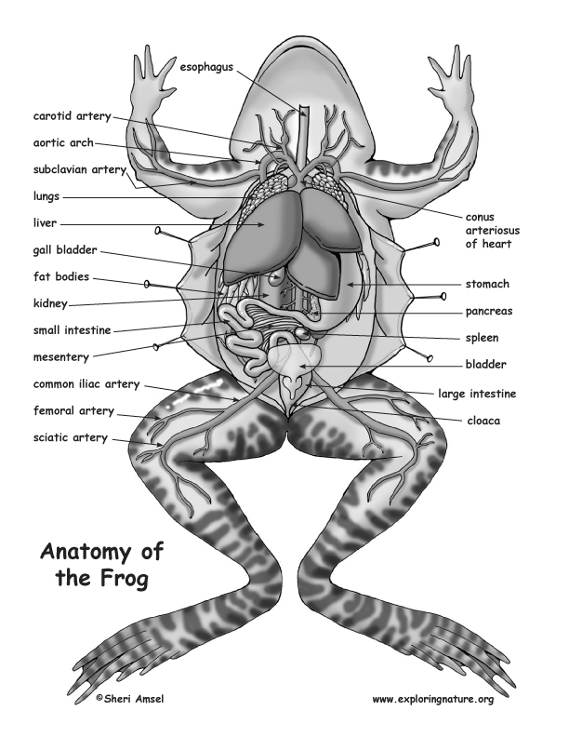 esophagus
carotid artery
aortic arch
subclavian artery
lungs
liver
gall bladder
fat bodies
kidney
small intestine
mesentery
common iliac artery
femoral artery
sciatic artery
conus
arteriosus
of heart
stomach
pancreas
spleen
bladder
large intestine
cloaca
Anatomy of
the Frog
©Sheri Amsel
www.exploringnature.org